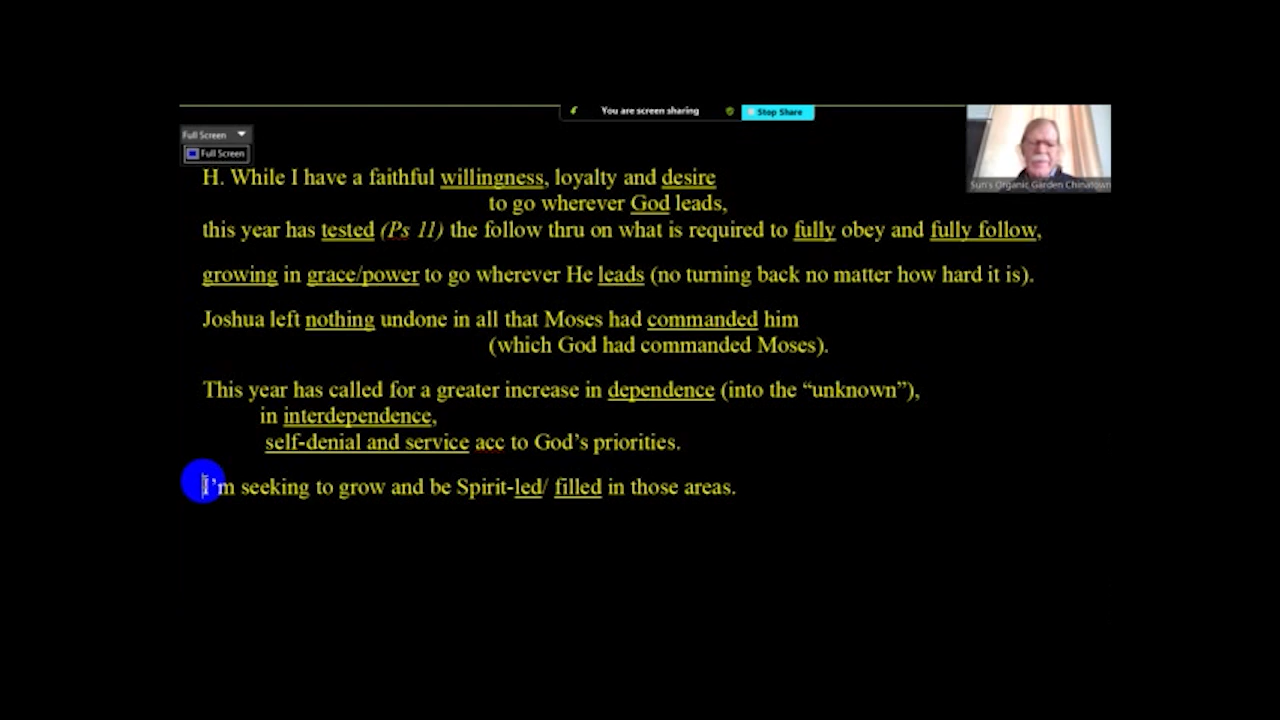 You are screen sharing
Stop Share
Full Screen
Full Screen
Sun's Organic Garden Chinatown
H. While I have a faithful willingness, loyalty and desire
to go wherever God leads,
this year has tested (Ps 11) the follow thru on what is required to fully obey and fully follow,
growing in grace/power to go wherever He leads (no turning back no matter how hard it is).
Joshua left nothing undone in all that Moses had commanded him
(which God had commanded Moses).
This year has called for a greater increase in dependence (into the “unknown”),
in interdependence,
self-denial and service acc to God’s priorities.
I’m seeking to grow and be Spirit-led/ filled in those areas.